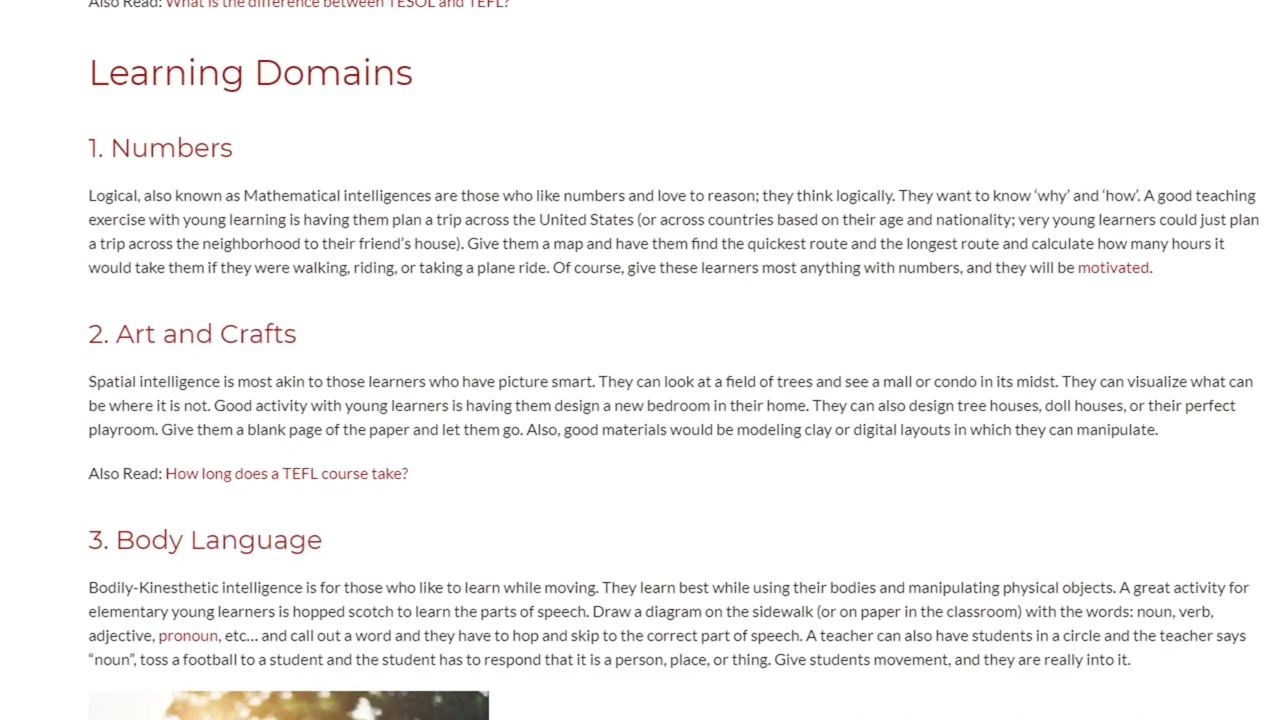 Also Read: What is the difference between TESOL and TEFL?
Learning Domains
1. Numbers
Logical, also known as Mathematical intelligences are those who like numbers and love to reason; they think logically. They want to know ‘why’ and ‘how’. A good teaching
exercise with young learning is having them plan a trip across the United States (or across countries based on their age and nationality; very young learners could just plan
a trip across the neighborhood to their friend’s house). Give them a map and have them find the quickest route and the longest route and calculate how many hours it
would take them if they were walking, riding, or taking a plane ride. Of course, give these learners most anything with numbers, and they will be motivated.
2. Art and Crafts
Spatial intelligence is most akin to those learners who have picture smart. They can look at a field of trees and see a mall or condo in its midst. They can visualize what can
be where it is not. Good activity with young learners is having them design a new bedroom in their home. They can also design tree houses, doll houses, or their perfect
playroom. Give them a blank page of the paper and let them go. Also, good materials would be modeling clay or digital layouts in which they can manipulate.
Also Read: How long does a TEFL course take?
3. Body Language
Bodily-Kinesthetic intelligence is for those who like to learn while moving. They learn best while using their bodies and manipulating physical objects. A great activity for
elementary young learners is hopped scotch to learn the parts of speech. Draw a diagram on the sidewalk (or on paper in the classroom) with the words: noun, verb,
adjective, pronoun, etc… and call out a word and they have to hop and skip to the correct part of speech. A teacher can also have students in a circle and the teacher says
“noun”, toss a football to a student and the student has to respond that it is a person, place, or thing. Give students movement, and they are really into it.